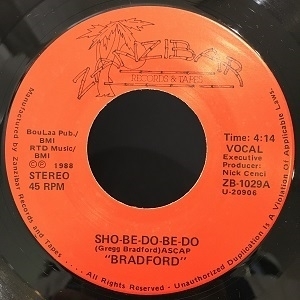 ZANZIBAR
RECORDS & TAPES
BouLaa Pub./
BMI
RTD Music/
BMI
℗ © 1988
STEREO
45 RPM
Time: 4:14
VOCAL
Executive
Producer:
Nick Cenci
ZB-1029A
U-20906
SHO-BE-DO-BE-DO
(Gregg Bradford)ASCAP
"BRADFORD"
Manufactured by: Zanzibar Records and Tapes . . . . All Rights Reserved - Unauthorized Duplication Is A Violation of Applicable Laws.